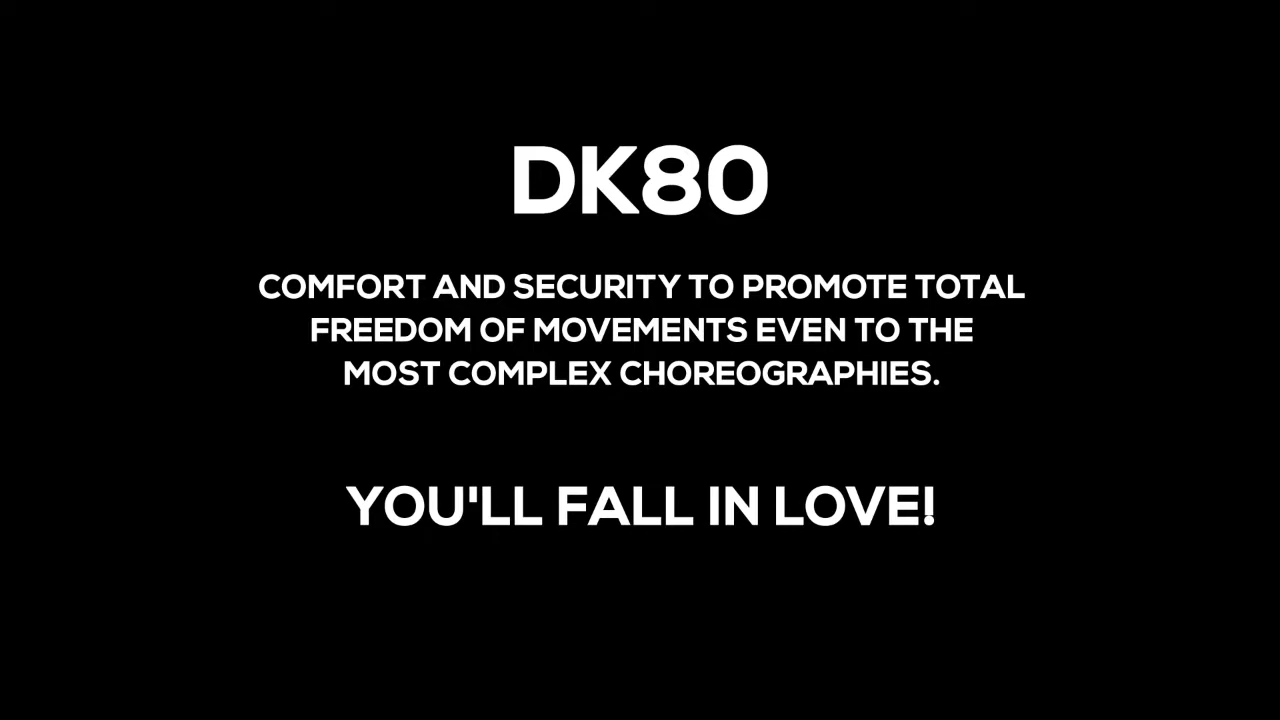 DK80
COMFORT AND SECURITY TO PROMOTE TOTAL
FREEDOM OF MOVEMENTS EVEN TO THE
MOST COMPLEX CHOREOGRAPHIES.
YOU'LL FALL IN LOVE!